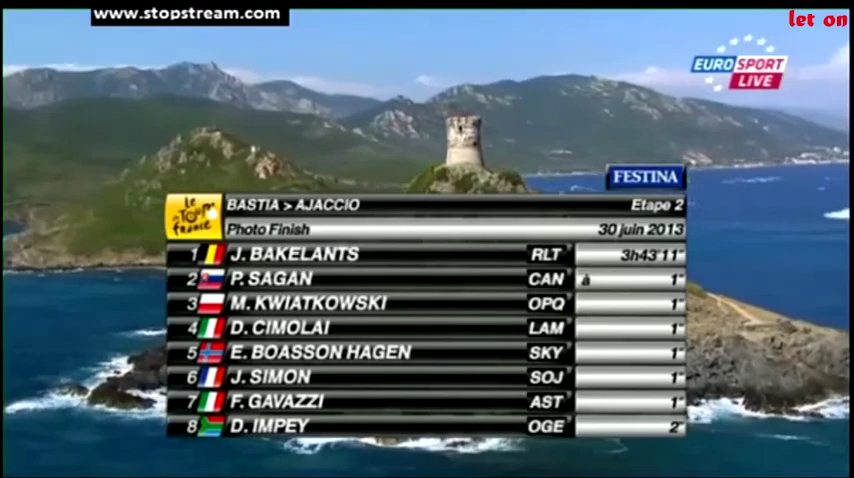 www.stopstream.com
let on
EUROSPORT
LIVE
FESTINA
Le Tour de france
BASTIA > AJACCIO Etape 2
Photo Finish 30 juin 2013
1 J. BAKELANTS RLT 3h43'11"
2 P. SAGAN CAN à 1"
3 M. KWIATKOWSKI OPQ 1"
4 D. CIMOLAI LAM 1"
5 E. BOASSON HAGEN SKY 1"
6 J. SIMON SOJ 1"
7 F. GAVAZZI AST 1"
8 D. IMPEY OGE 2"